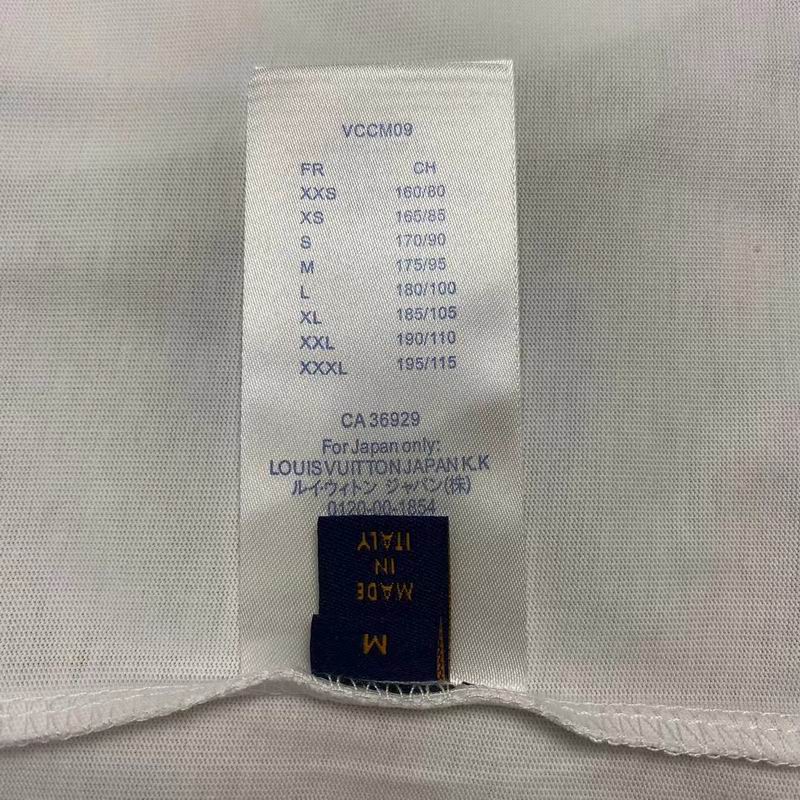 VCCM09
FR CH
XXS 160/80
XS 165/85
S 170/90
M 175/95
L 180/100
XL 185/105
XXL 190/110
XXXL 195/115
CA 36929
For Japan only:
LOUIS VUITTON JAPAN K.K
ルイ・ウィトン ジャパン(株)
0120-00-1854
MADE
IN
ITALY
M